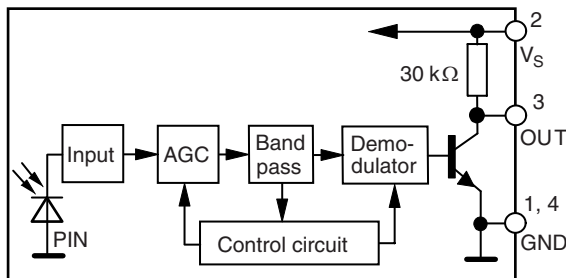 2
V_S
30 kΩ
3
OUT
Input
AGC
Band
pass
Demo-
dulator
1, 4
GND
PIN
Control circuit